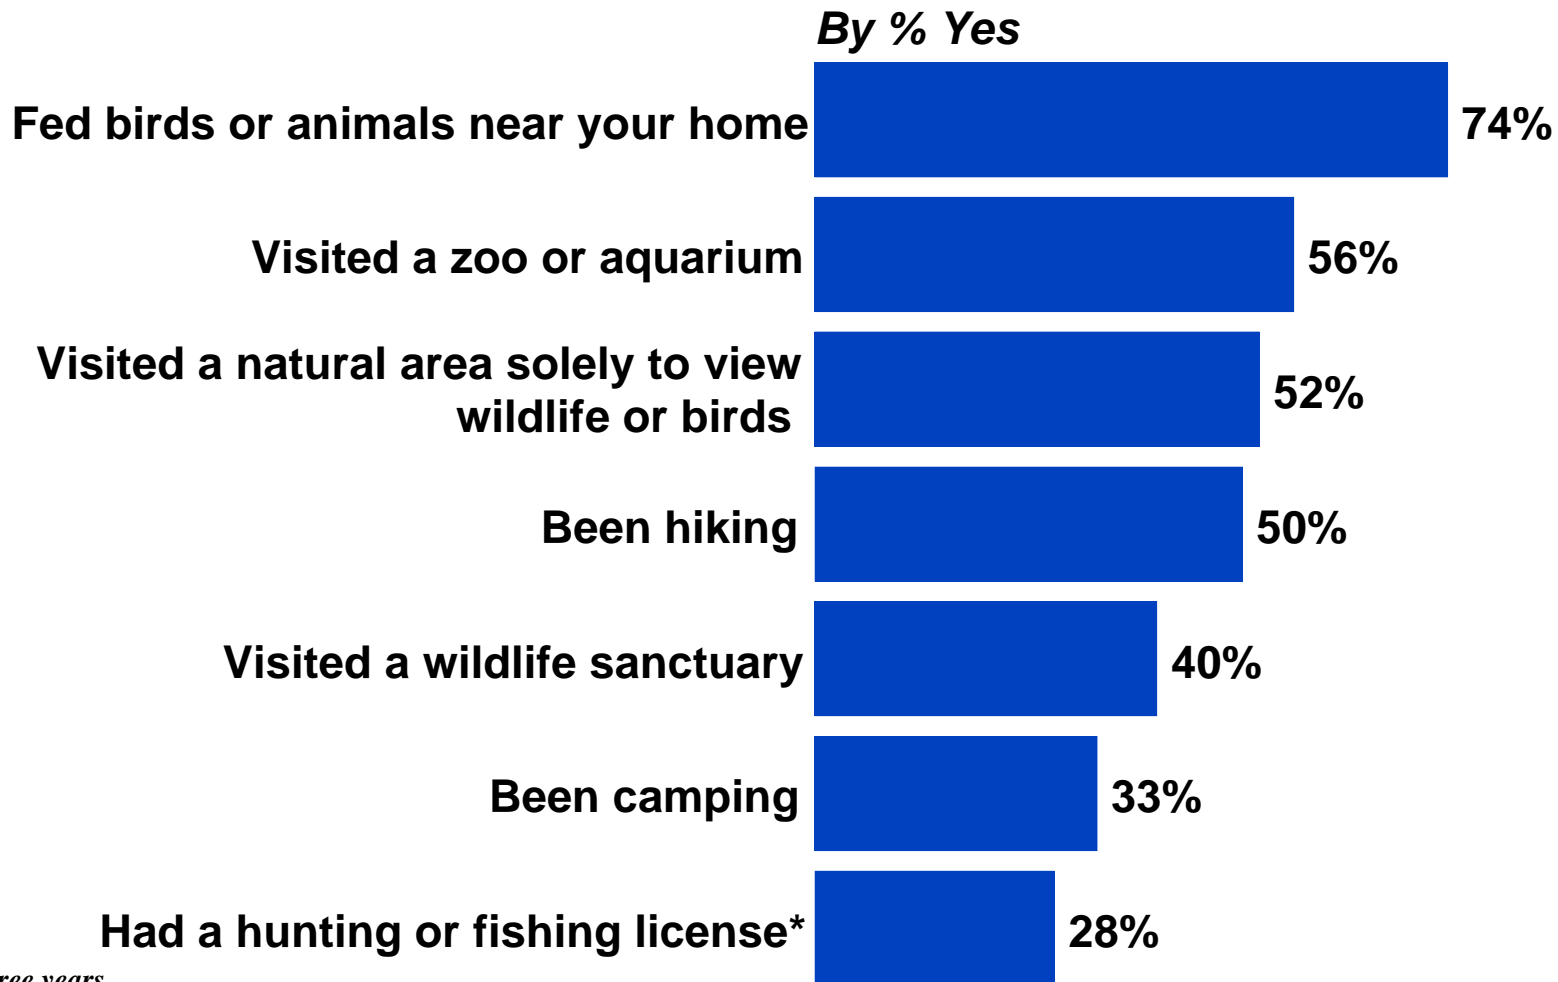 By % Yes
Fed birds or animals near your home 74%
Visited a zoo or aquarium 56%
Visited a natural area solely to view
wildlife or birds 52%
Been hiking 50%
Visited a wildlife sanctuary 40%
Been camping 33%
Had a hunting or fishing license* 28%
years